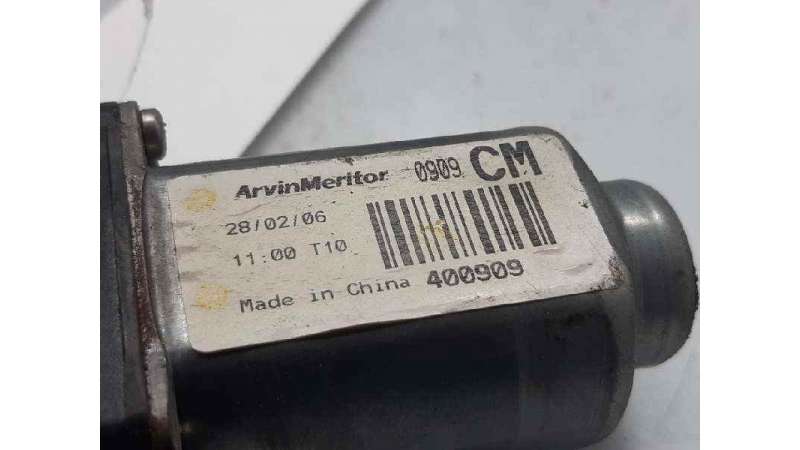 ArvinMeritor 0909 CM
28/02/06
11:00 T10
Made in China 400909